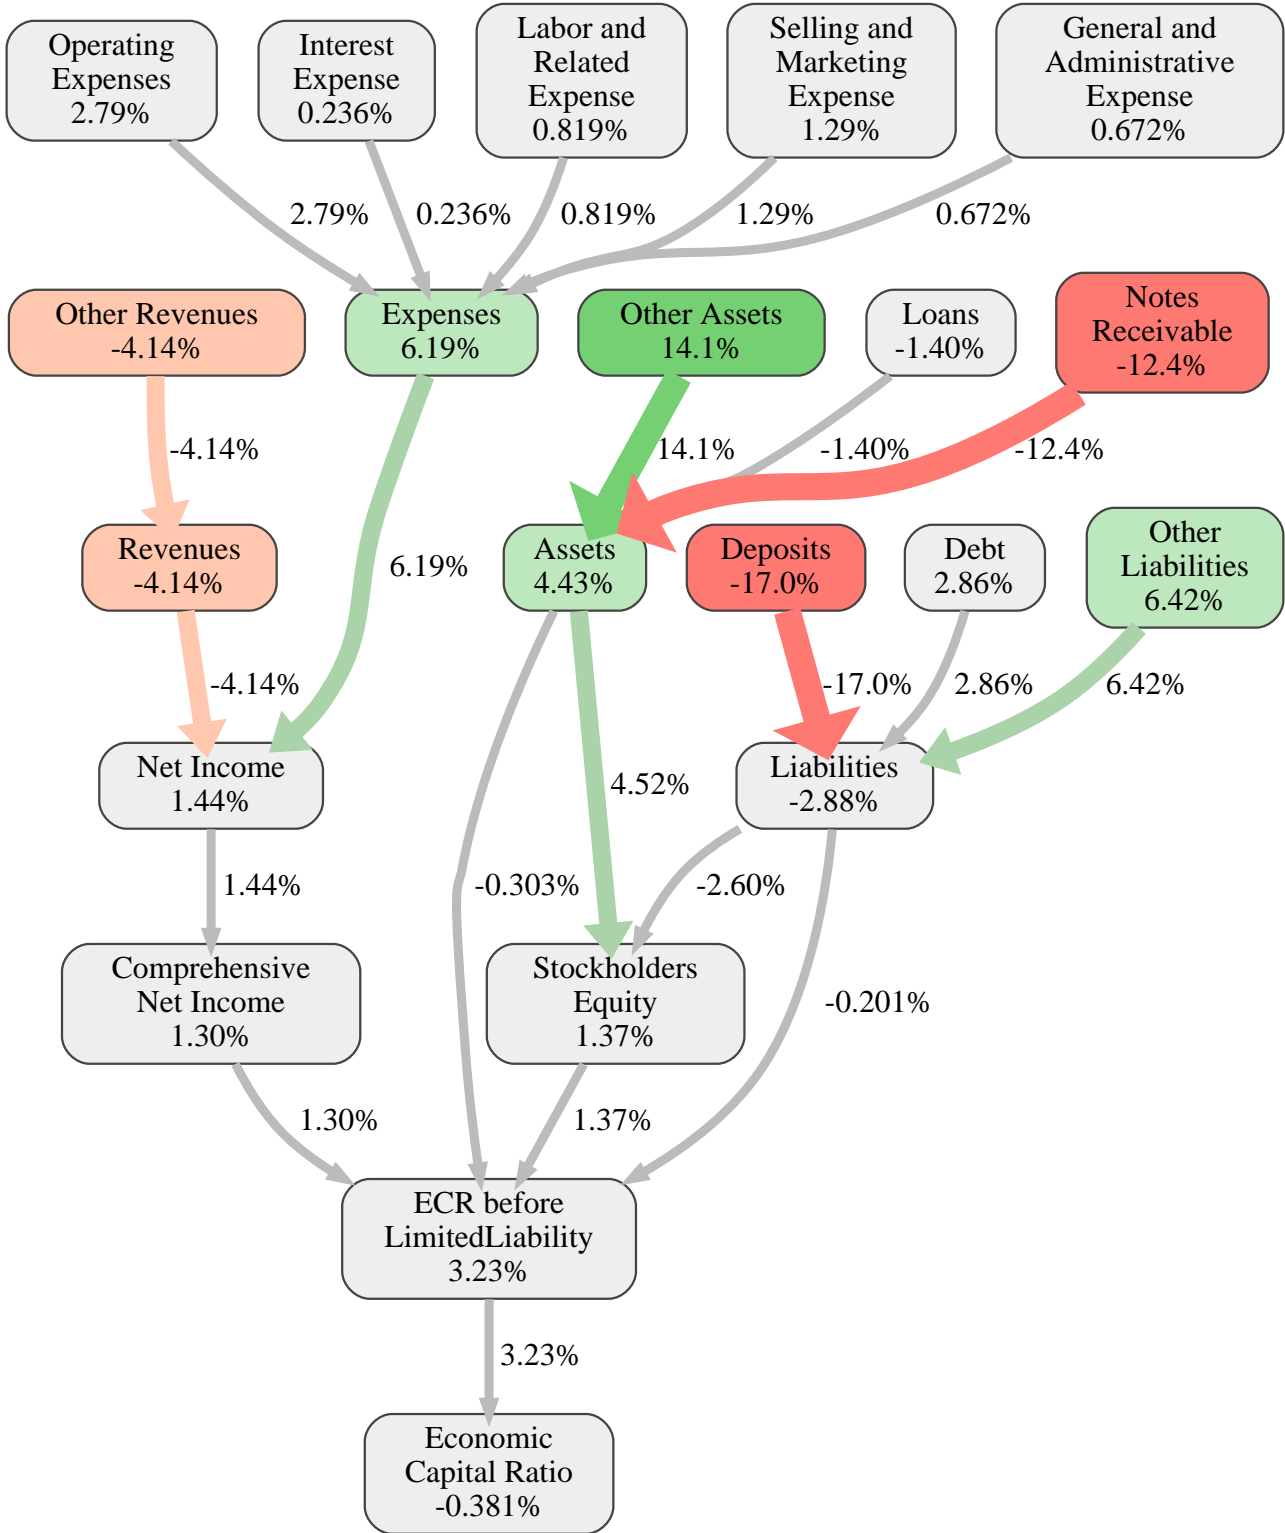 Operating
Expenses
2.79%
Interest
Expense
0.236%
Labor and
Related
Expense
0.819%
Selling and
Marketing
Expense
1.29%
General and
Administrative
Expense
0.672%
2.79%
0.236%
0.819%
1.29%
0.672%
Other Revenues
-4.14%
Expenses
6.19%
Other Assets
14.1%
Loans
-1.40%
Notes
Receivable
-12.4%
-4.14%
14.1%
-1.40%
-12.4%
Revenues
-4.14%
6.19%
Assets
4.43%
Deposits
-17.0%
Debt
2.86%
Other
Liabilities
6.42%
-4.14%
-17.0%
2.86%
6.42%
Net Income
1.44%
4.52%
Liabilities
-2.88%
1.44%
-0.303%
-2.60%
Comprehensive
Net Income
1.30%
Stockholders
Equity
1.37%
-0.201%
1.30%
1.37%
ECR before
LimitedLiability
3.23%
3.23%
Economic
Capital Ratio
-0.381%